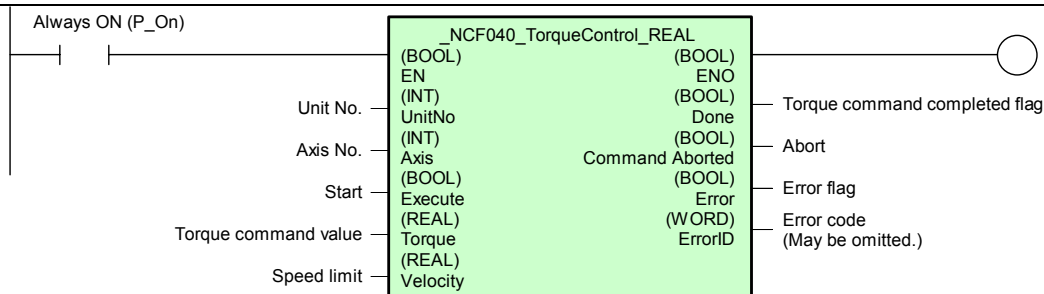 Always ON (P_On)
_NCF040_TorqueControl_REAL
(BOOL) (BOOL)
EN ENO
(INT) (BOOL)
Unit No. UnitNo Done Torque command completed flag
(INT) (BOOL)
Axis No. Axis Command Aborted Abort
(BOOL) (BOOL)
Start Execute Error Error flag
(REAL) (WORD) Error code
Torque command value Torque ErrorID (May be omitted.)
(REAL)
Speed limit Velocity